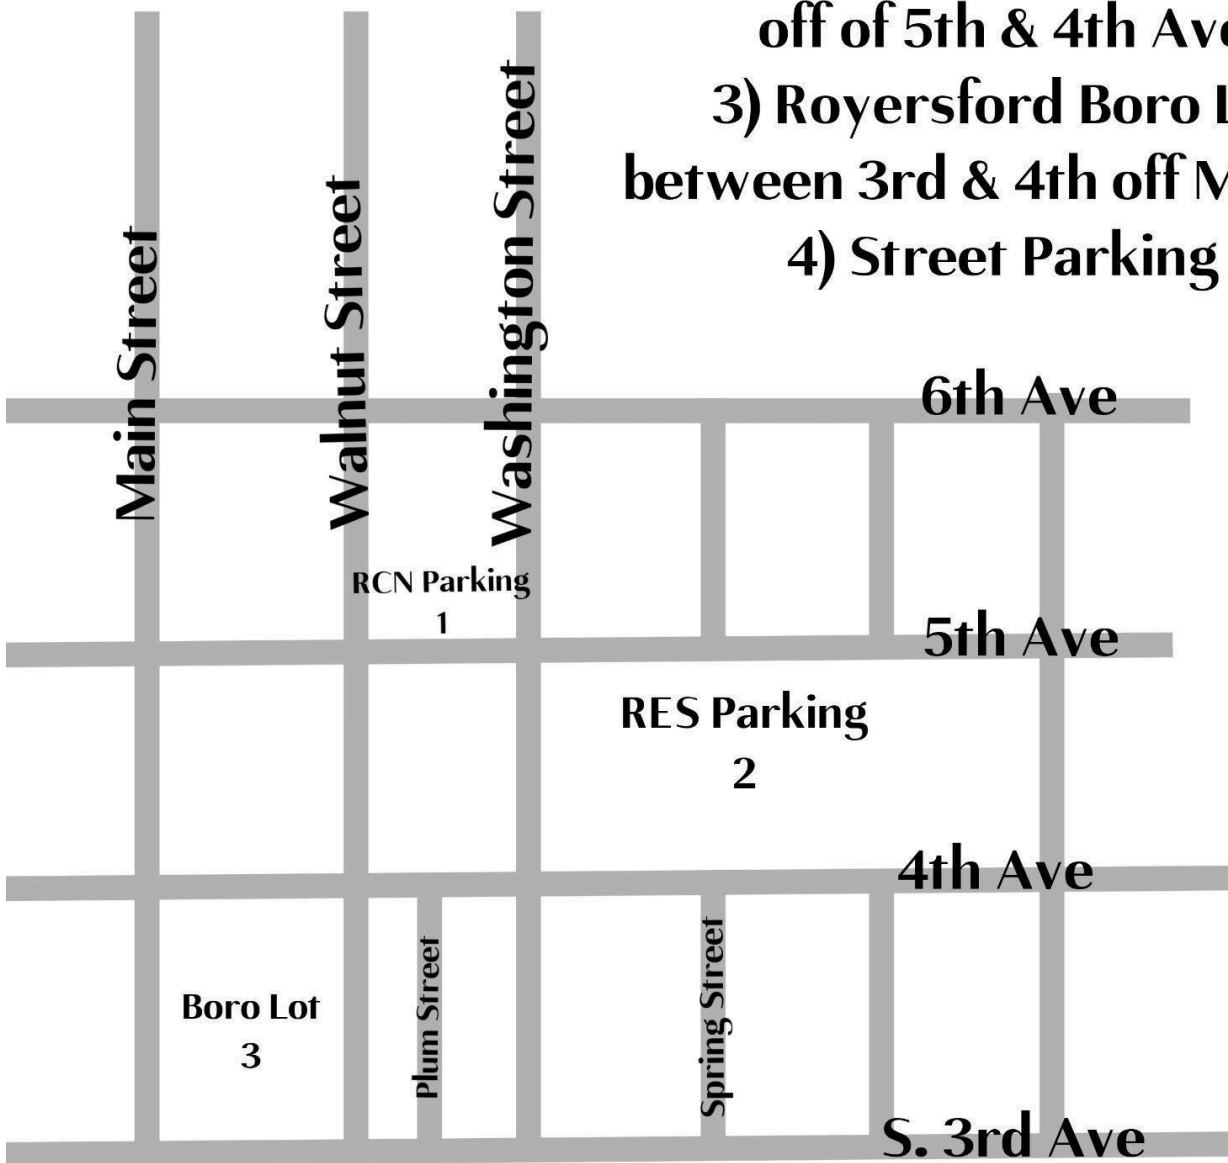 off of 5th & 4th
3) Royersford Boro
between 3rd & 4th off
4) Street Parking
Main Street
Walnut Street
Washington Street
6th Ave
RCN Parking
1
5th Ave
RES Parking
2
4th Ave
Boro Lot
3
Plum Street
Spring Street
S. 3rd Ave